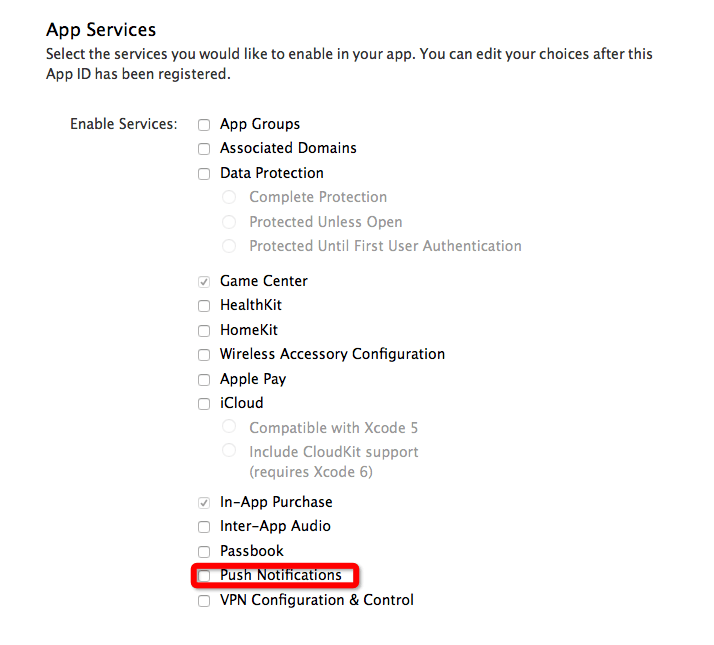 App Services
Select the services you would like to enable in your app. You can edit your choices after this
App ID has been registered.
Enable Services:
App Groups
Associated Domains
Data Protection
Complete Protection
Protected Unless Open
Protected Until First User Authentication
Game Center
HealthKit
HomeKit
Wireless Accessory Configuration
Apple Pay
iCloud
Compatible with Xcode 5
Include CloudKit support
(requires Xcode 6)
In-App Purchase
Inter-App Audio
Passbook
Push Notifications
VPN Configuration & Control